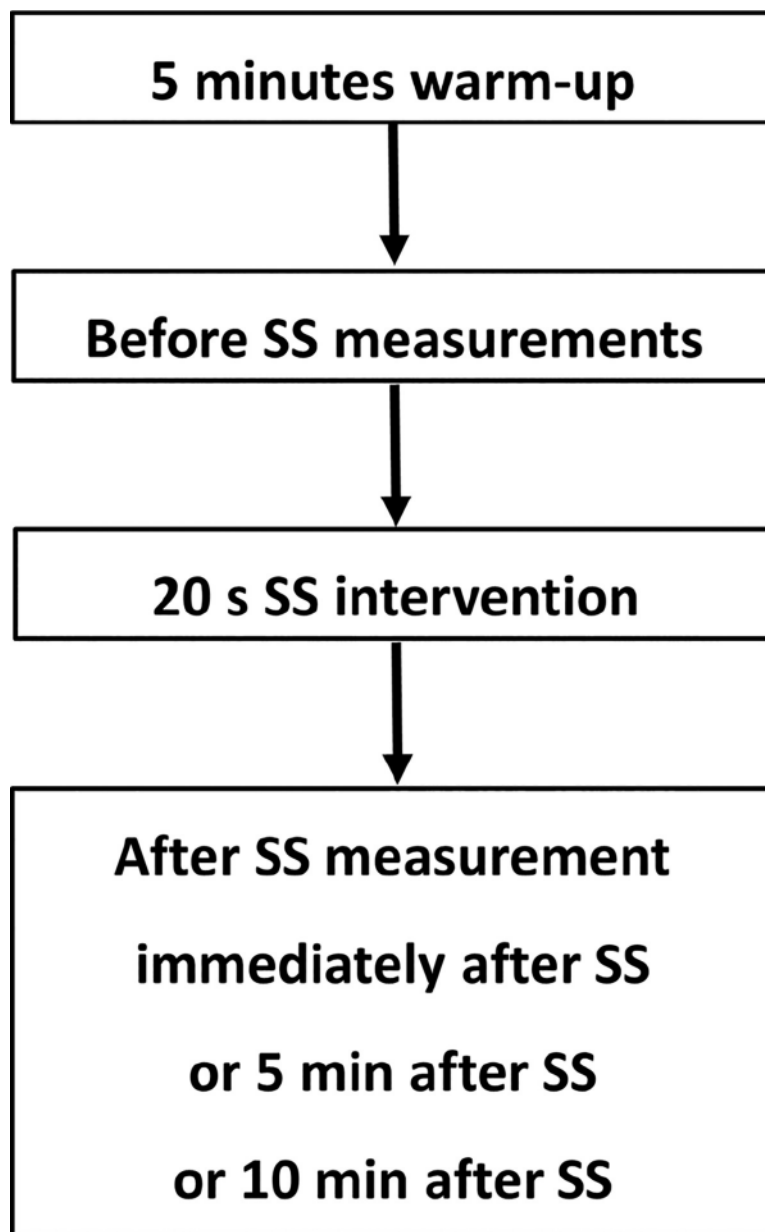 5 minutes warm-up
Before SS measurements
20 s SS intervention
After SS measurement
immediately after SS
or 5 min after SS
or 10 min after SS